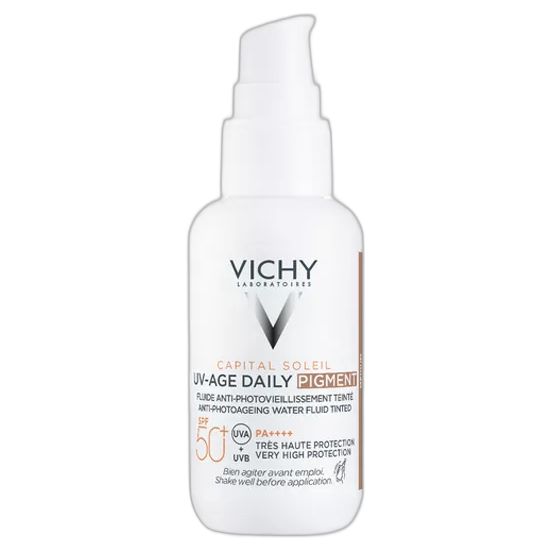 VICHY
LABORATOIRES
CAPITAL SOLEIL
UV-AGE DAILY PIGMENT
FLUIDE ANTI-PHOTOVIEILLISSEMENT TEINTÉ
ANTI-PHOTOAGEING WATER FLUID TINTED
SPF 50+ UVA + UVB PA++++
TRÈS HAUTE PROTECTION
VERY HIGH PROTECTION
Bien agiter avant emploi.
Shake well before application.